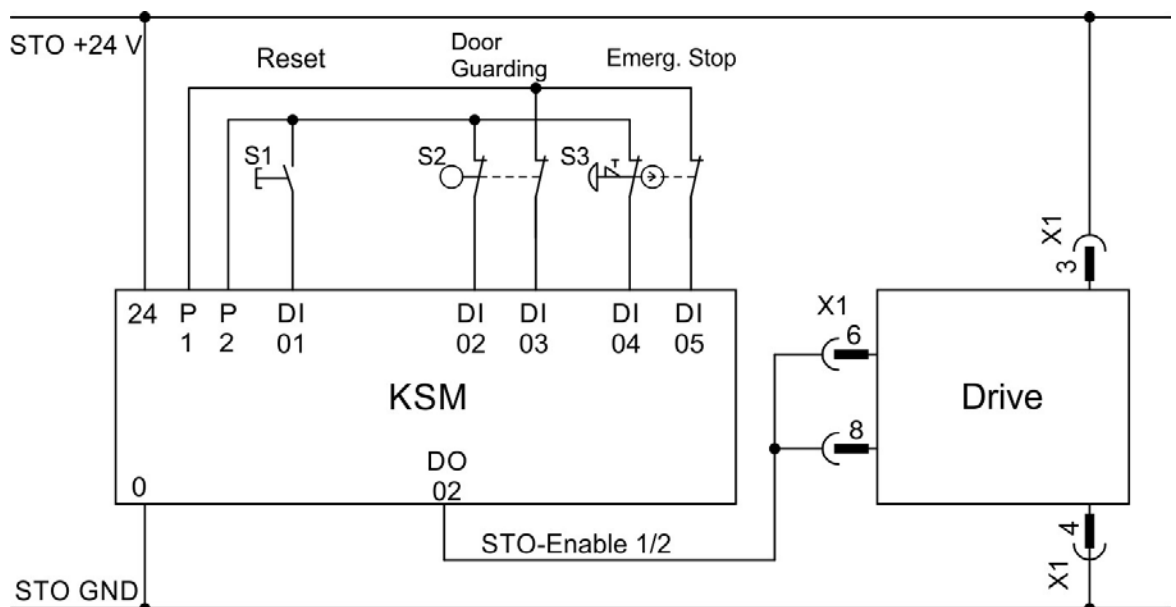 STO +24 V
Reset
Door
Guarding
Emerg. Stop
S1
S2
S3
X1
3
24 P P DI DI DI DI DI
1 2 01 02 03 04 05
X1
6
KSM
Drive
8
DO
0 02
4
STO-Enable 1/2
X1
STO GND